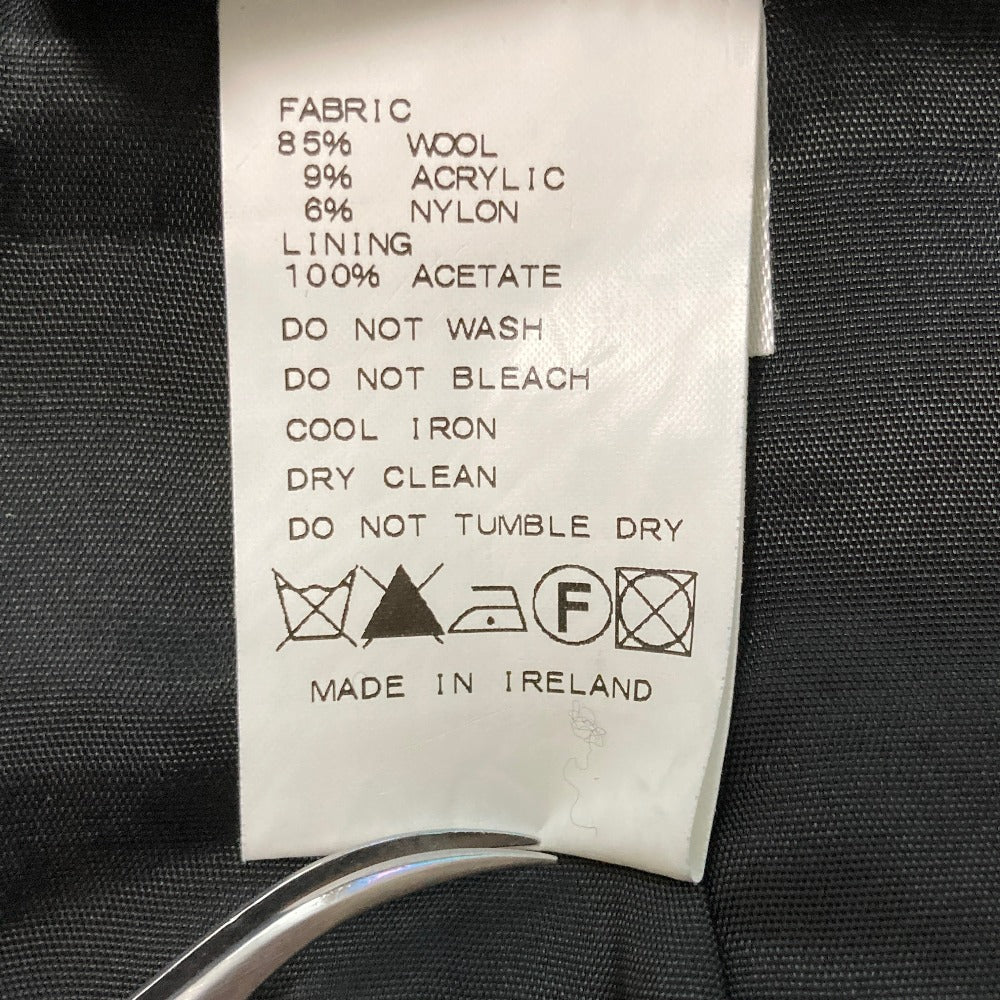 FABRIC
85% WOOL
9% ACRYLIC
6% NYLON
LINING
100% ACETATE
DO NOT WASH
DO NOT BLEACH
COOL IRON
DRY CLEAN
DO NOT TUMBLE DRY
F
MADE IN IRELAND